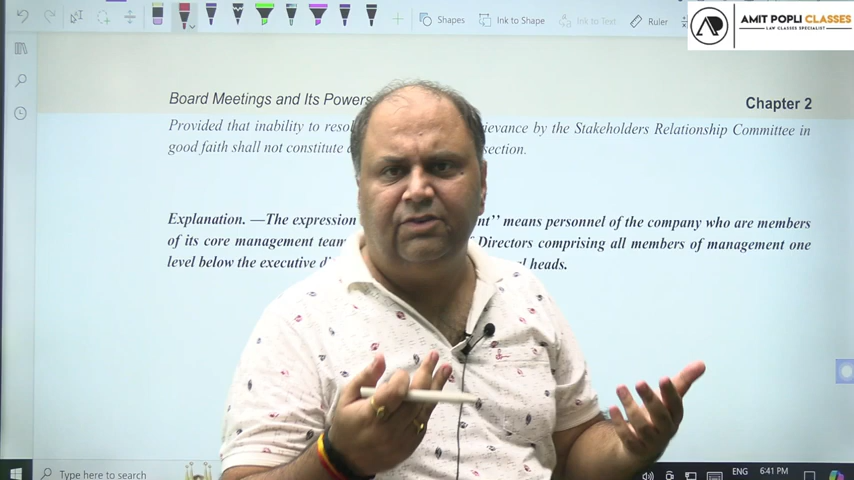 Shapes
Ink to Shape
Ink to Text
Ruler
AMIT POPLI CLASSES
LAW CLASSES SPECIALIST
Board Meetings and Its Powers
Chapter 2
Provided that inability to resol ievance by the Stakeholders Relationship Committee in
good faith shall not constitute section.
Explanation. —The expression nt’’ means personnel of the company who are members
of its core management team Directors comprising all members of management one
level below the executive di l heads.
Type here to search
ENG
6:41 PM